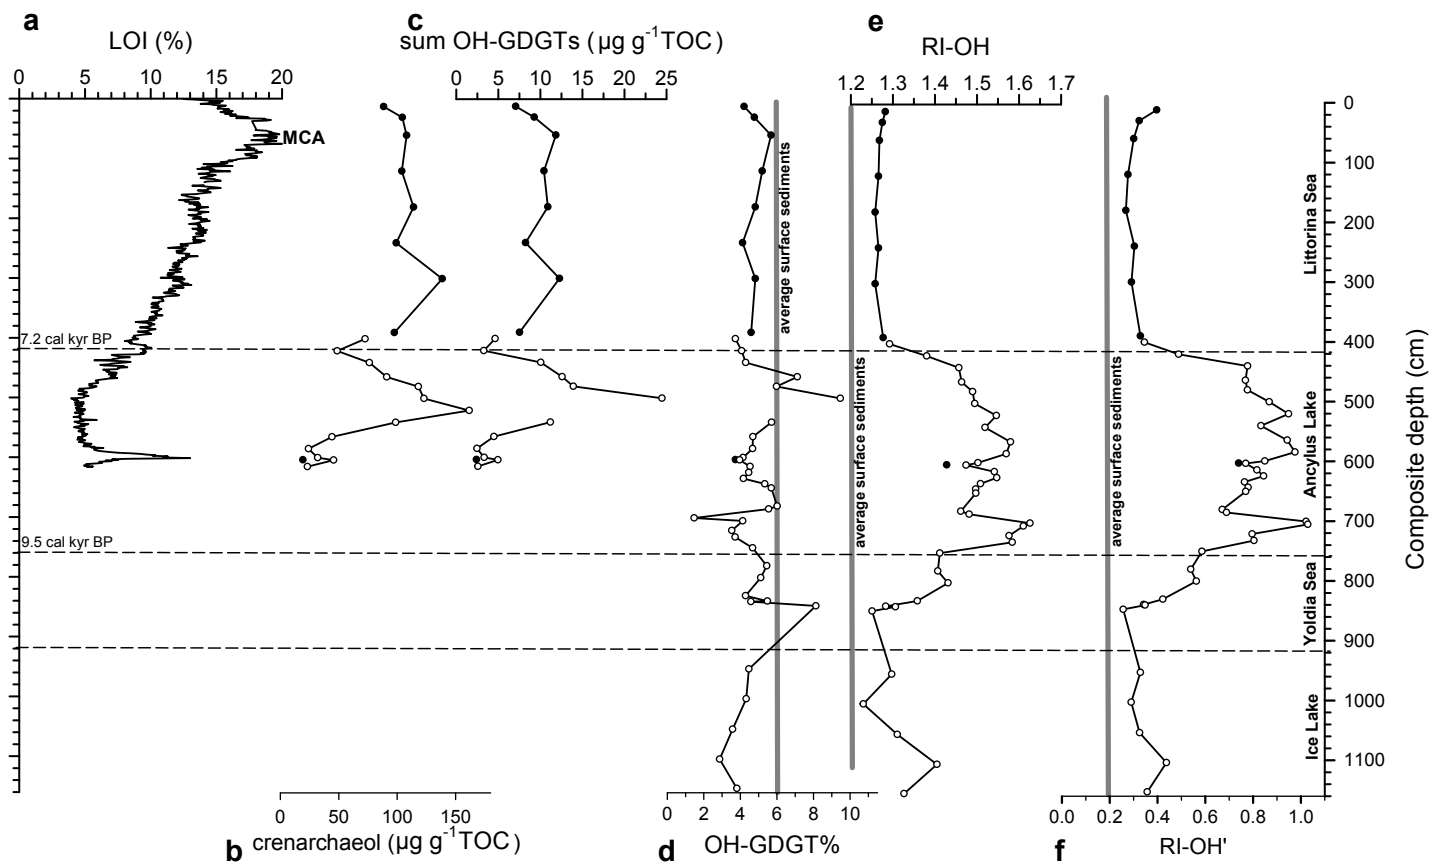 a
c
e
LOI (%)
sum OH-GDGTs (µg g-1TOC)
RI-OH
0 5 10 15 20
0 5 10 15 20 25
1.2 1.3 1.4 1.5 1.6 1.7
MCA
average surface sediments
average surface sediments
average surface sediments
7.2 cal kyr BP
9.5 cal kyr BP
Littorina Sea
Ancylus Lake
Yoldia Sea
Ice Lake
0
100
200
300
400
500
600
700
800
900
1000
1100
Composite depth (cm)
0 50 100 150
0 2 4 6 8 10
0.0 0.2 0.4 0.6 0.8 1.0
b
crenarchaeol (µg g-1TOC)
d
OH-GDGT%
f
RI-OH'